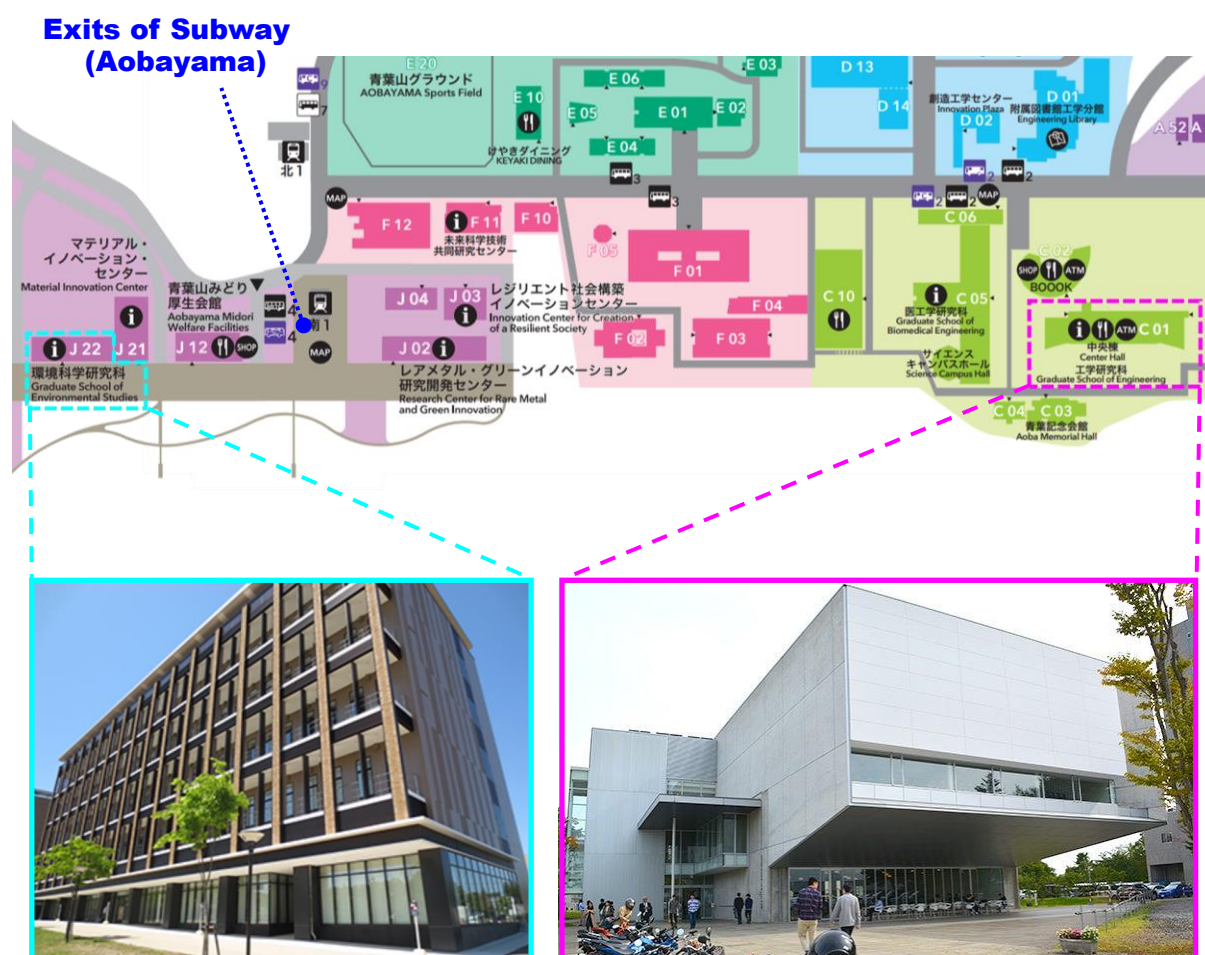 Exits of Subway
(Aobayama)
E 20
青葉山グラウンド
AOBAYAMA Sports Field
9
7
北1
E 10
けやきダイニング
KEYAKI DINING
E 06
E 05
E 01
E 02
E 03
E 04
3
3
D 13
D 14
創造工学センター
Innovation Plaza
D 02
D 01
附属図書館工学分館
Engineering Library
A 52
A
2
2
2
2
MAP
MAP
F 12
F 11
未来科学技術
共同研究センター
F 10
F 05
F 01
F 04
F 02
F 03
C 10
C 06
C 05
医工学研究科
Graduate School of
Biomedical Engineering
サイエンス
キャンパスホール
Science Campus Hall
C 02
SHOP
ATM
BOOOK
ATM
C 01
中央棟
Center Hall
工学研究科
Graduate School of Engineering
C 04
C 03
青葉記念会館
Aoba Memorial Hall
マテリアル・
イノベーション・
センター
Material Innovation Center
青葉山みどり
厚生会館
Aobayama Midori
Welfare Facilities
4
4
南1
MAP
J 22
J 21
J 12
SHOP
環境科学研究科
Graduate School of
Environmental Studies
J 04
J 03
レジリエント社会構築
イノベーションセンター
Innovation Center for Creation
of a Resilient Society
J 02
レアメタル・グリーンイノベーション
研究開発センター
Research Center for Rare Metal
and Green Innovation